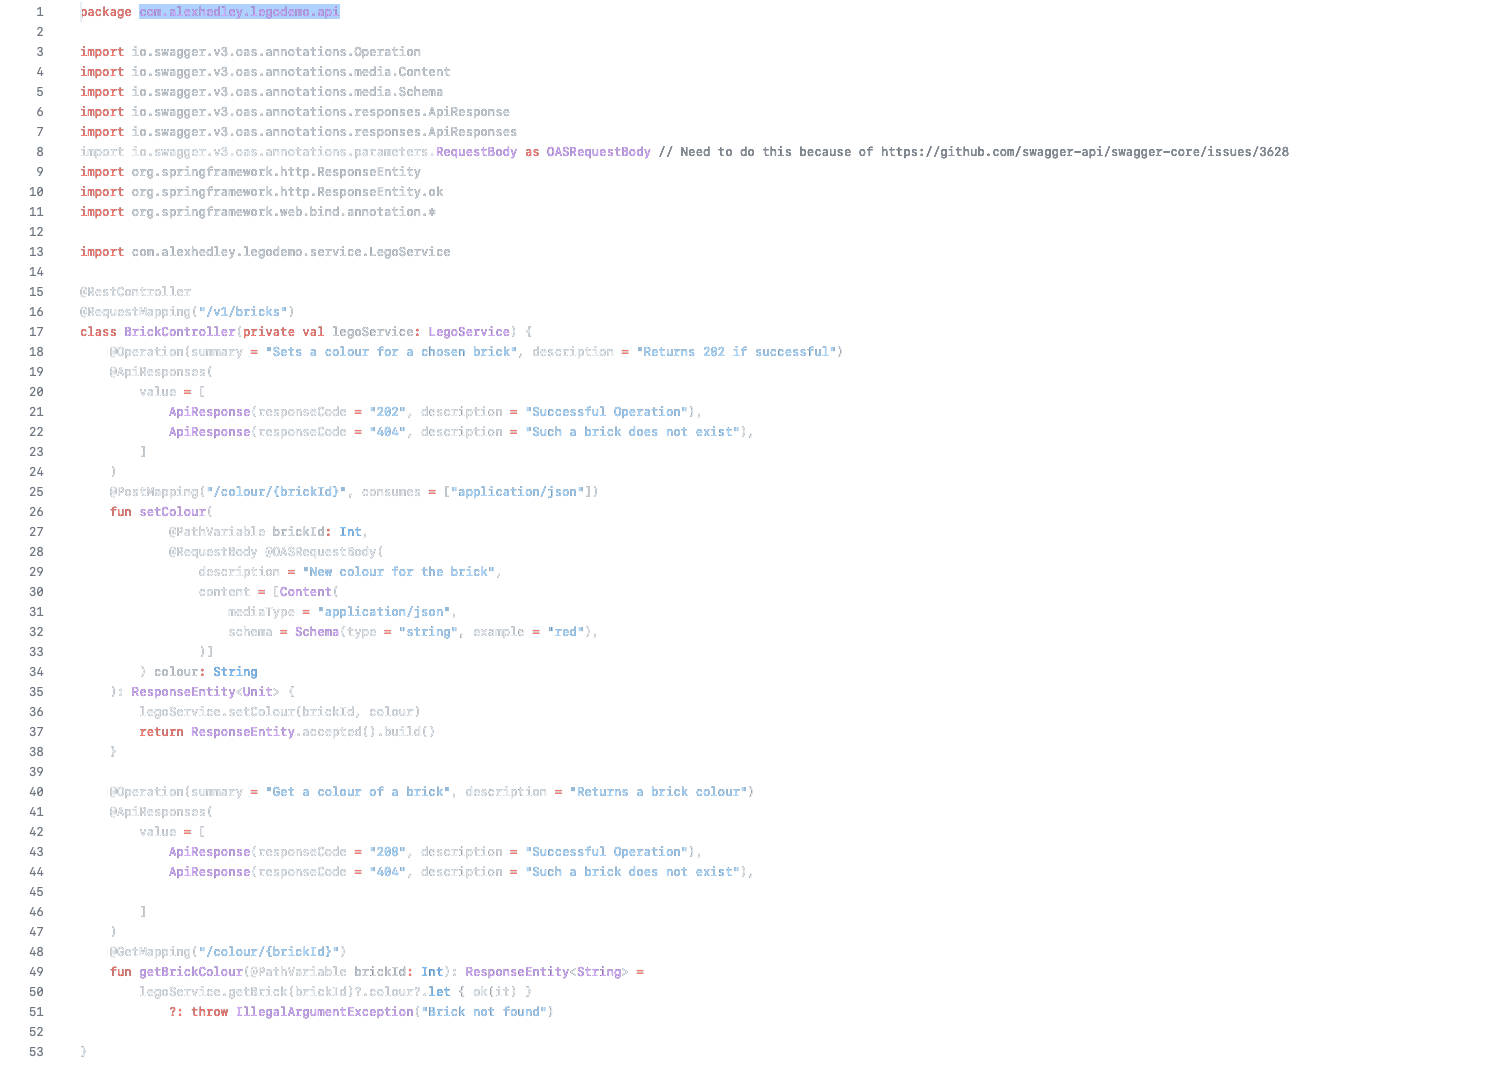 1 package com.alexhedley.legodemo.api
2
3 import io.swagger.v3.oas.annotations.Operation
4 import io.swagger.v3.oas.annotations.media.Content
5 import io.swagger.v3.oas.annotations.media.Schema
6 import io.swagger.v3.oas.annotations.responses.ApiResponse
7 import io.swagger.v3.oas.annotations.responses.ApiResponses
8 import io.swagger.v3.oas.annotations.parameters.RequestBody as OASRequestBody // Need to do this because of https://github.com/swagger-api/swagger-core/issues/3628
9 import org.springframework.http.ResponseEntity
10 import org.springframework.http.ResponseEntity.ok
11 import org.springframework.web.bind.annotation.*
12
13 import com.alexhedley.legodemo.service.LegoService
14
15 @RestController
16 @RequestMapping("/v1/bricks")
17 class BrickController(private val legoService: LegoService) {
18     @Operation(summary = "Sets a colour for a chosen brick", description = "Returns 202 if successful")
19     @ApiResponses(
20         value = [
21             ApiResponse(responseCode = "202", description = "Successful Operation"),
22             ApiResponse(responseCode = "404", description = "Such a brick does not exist"),
23         ]
24     )
25     @PostMapping("/colour/{brickId}", consumes = ["application/json"])
26     fun setColour(
27             @PathVariable brickId: Int,
28             @RequestBody @OASRequestBody(
29                 description = "New colour for the brick",
30                 content = [Content(
31                     mediaType = "application/json",
32                     schema = Schema(type = "string", example = "red"),
33                 )]
34         ) colour: String
35     ): ResponseEntity<Unit> {
36         legoService.setColour(brickId, colour)
37         return ResponseEntity.accepted().build()
38     }
39
40     @Operation(summary = "Get a colour of a brick", description = "Returns a brick colour")
41     @ApiResponses(
42         value = [
43             ApiResponse(responseCode = "200", description = "Successful Operation"),
44             ApiResponse(responseCode = "404", description = "Such a brick does not exist"),
45
46         ]
47     )
48     @GetMapping("/colour/{brickId}")
49     fun getBrickColour(@PathVariable brickId: Int): ResponseEntity<String> =
50         legoService.getBrick(brickId)?.colour?.let { ok(it) }
51             ?: throw IllegalArgumentException("Brick not found")
52
53 }